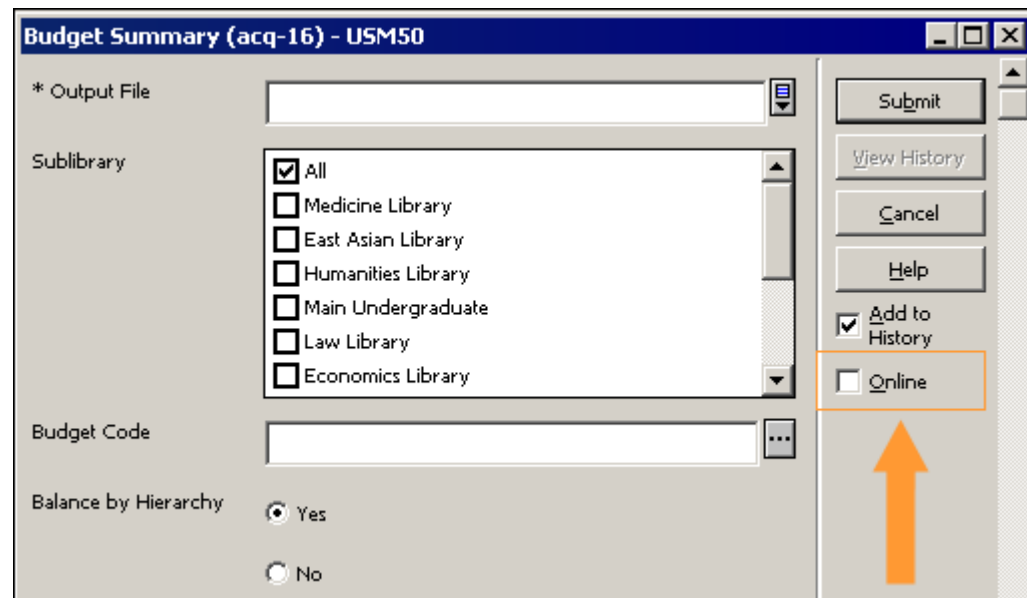 Budget Summary (acq-16) - USM50
* Output File
Sublibrary
All
Medicine Library
East Asian Library
Humanities Library
Main Undergraduate
Law Library
Economics Library
Budget Code
...
Balance by Hierarchy
Yes
No
Submit
View History
Cancel
Help
Add to
History
Online